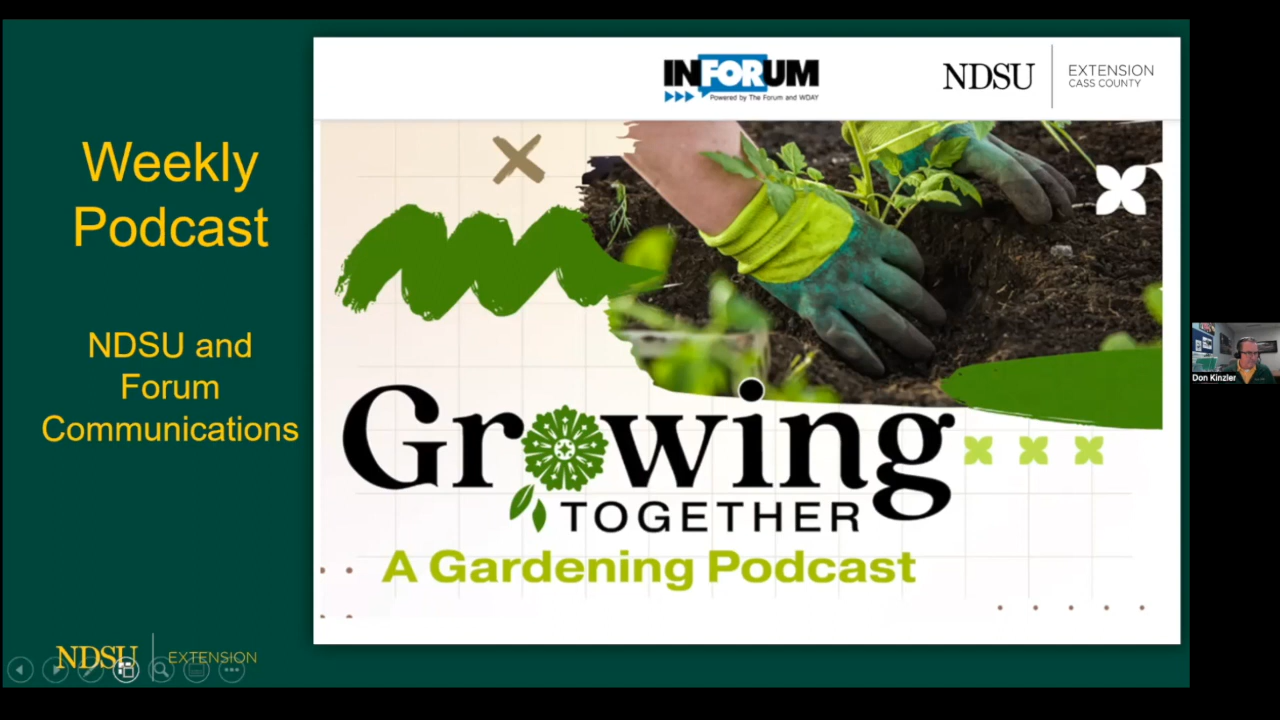 Weekly
Podcast
NDSU and
Forum
Communications
INFORUM
Powered by The Forum and WDAY
NDSU
EXTENSION
CASS COUNTY
Growing
TOGETHER
A Gardening Podcast
NDSU
EXTENSION
Don Kinzler